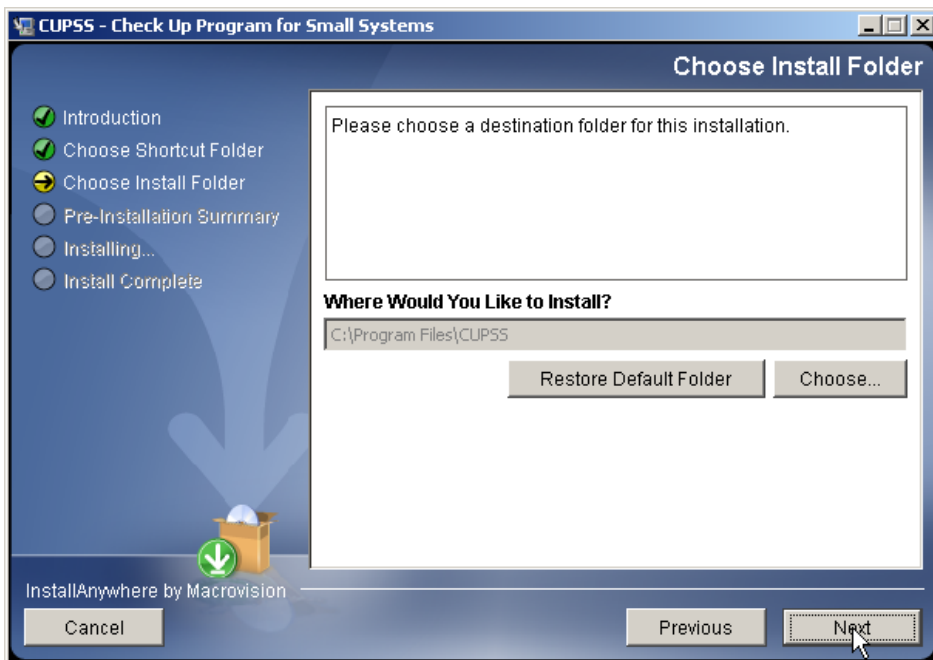 CUPSS - Check Up Program for Small Systems
Choose Install Folder
Introduction
Choose Shortcut Folder
Choose Install Folder
Pre-Installation Summary
Installing...
Install Complete
Please choose a destination folder for this installation.
Where Would You Like to Install?
C:\Program Files\CUPSS
Restore Default Folder
Choose...
InstallAnywhere by Macrovision
Cancel
Previous
Next